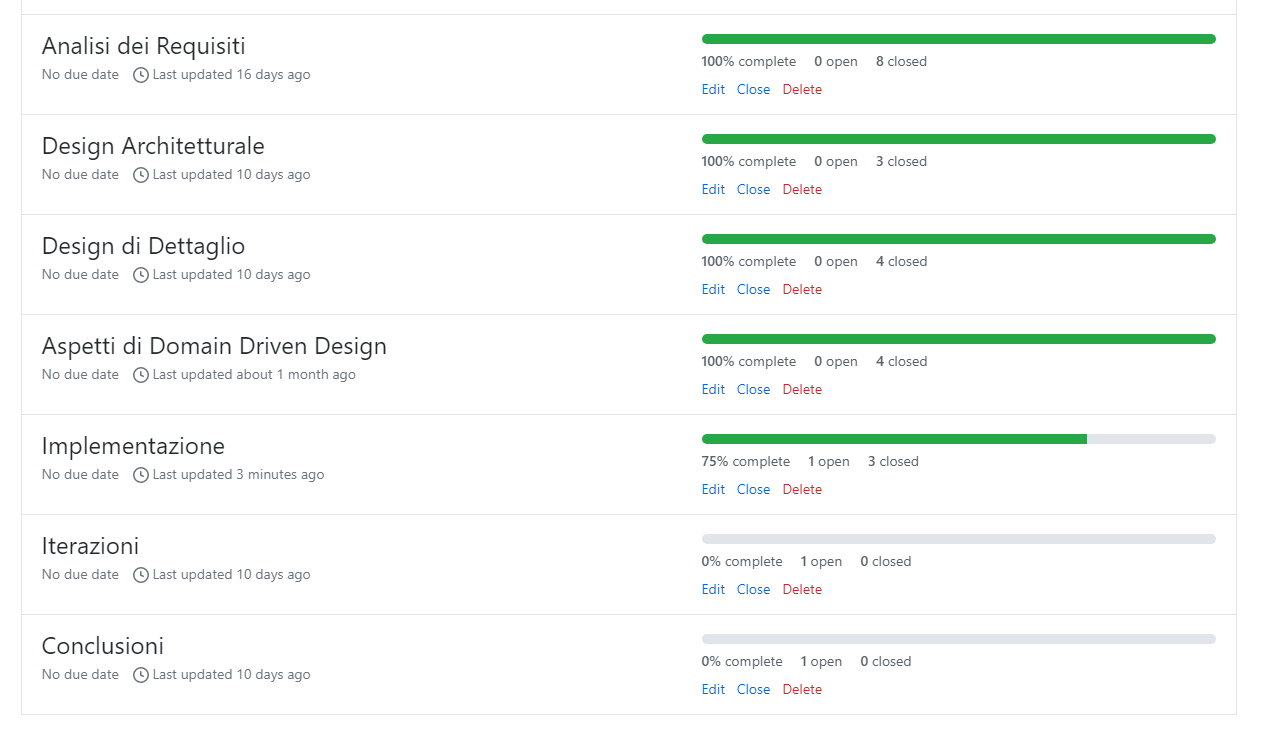 Analisi dei Requisiti
No due date Last updated 16 days ago
100% complete 0 open 8 closed
Edit Close Delete
Design Architetturale
No due date Last updated 10 days ago
100% complete 0 open 3 closed
Edit Close Delete
Design di Dettaglio
No due date Last updated 10 days ago
100% complete 0 open 4 closed
Edit Close Delete
Aspetti di Domain Driven Design
No due date Last updated about 1 month ago
100% complete 0 open 4 closed
Edit Close Delete
Implementazione
No due date Last updated 3 minutes ago
75% complete 1 open 3 closed
Edit Close Delete
Iterazioni
No due date Last updated 10 days ago
0% complete 1 open 0 closed
Edit Close Delete
Conclusioni
No due date Last updated 10 days ago
0% complete 1 open 0 closed
Edit Close Delete